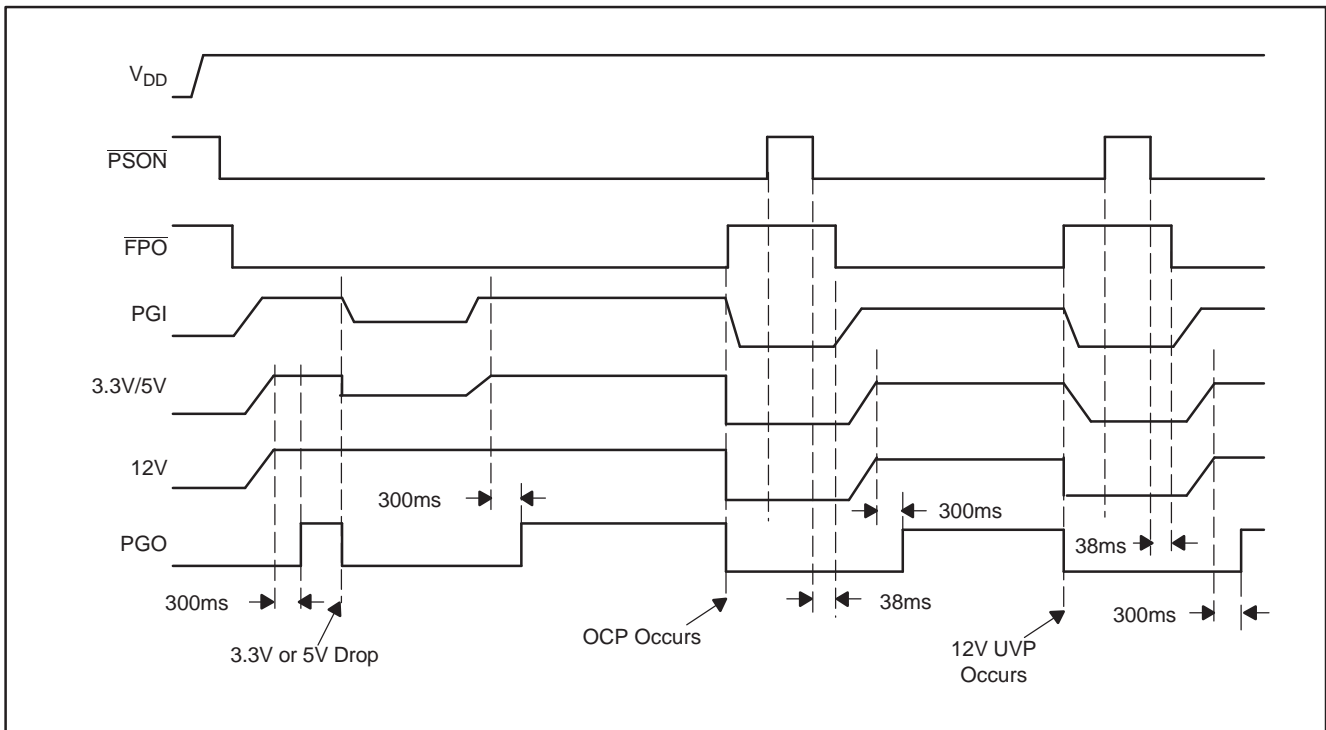 VDD
PSON
FPO
PGI
3.3V/5V
12V
300ms
300ms
PGO
38ms
300ms
38ms
300ms
3.3V or 5V Drop
OCP Occurs
12V UVP
Occurs